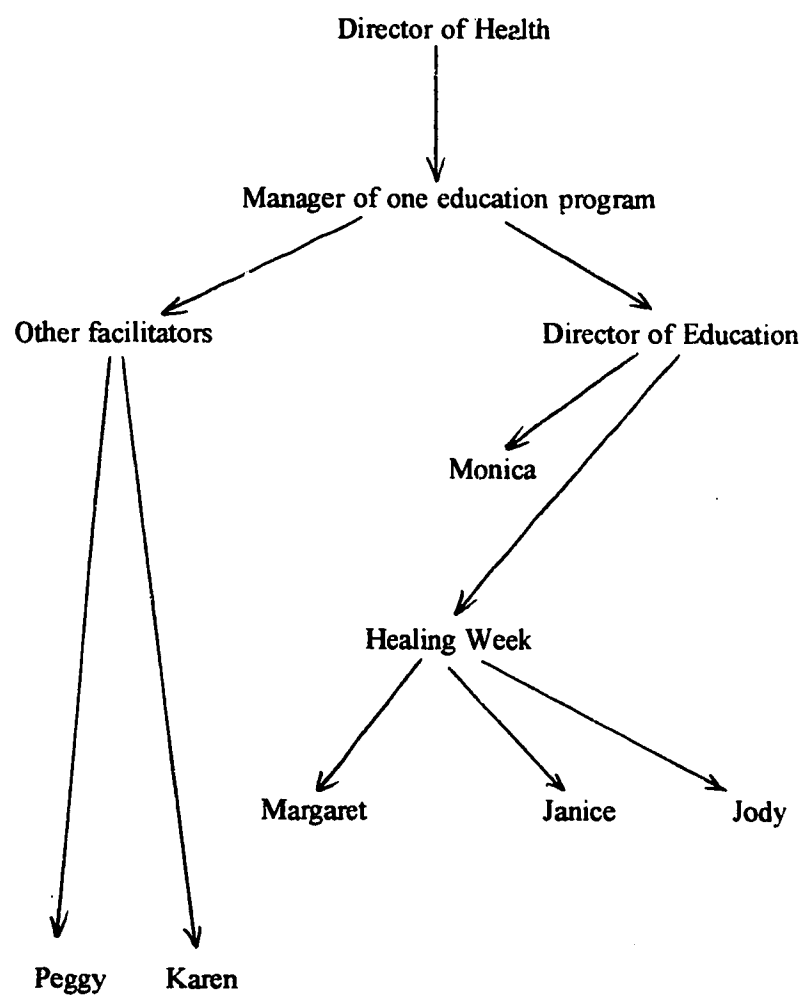 Director of Health
Manager of one education program
Other facilitators
Director of Education
Monica
Healing Week
Margaret
Janice
Jody
Peggy
Karen